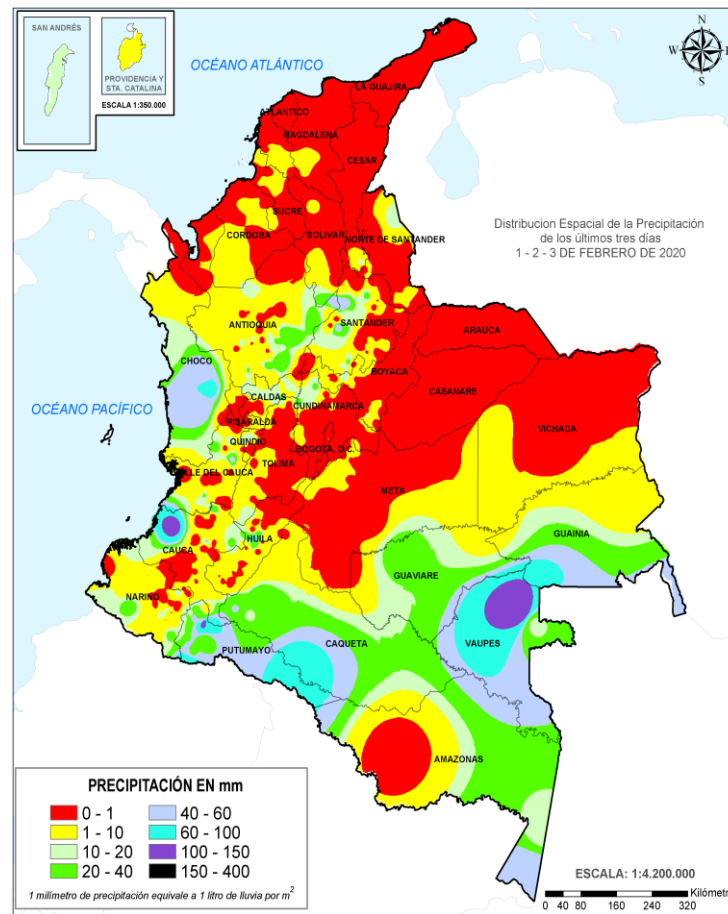 SAN ANDRÉS
PROVIDENCIA Y
STA. CATALINA
ESCALA 1:350.000
OCÉANO ATLÁNTICO
N
W
S
LA GUAJIRA
ATLANTICO
MAGDALENA
CESAR
SUCRE
CORDOBA
BOLIVAR
NORTE DE SANTANDER
Distribucion Espacial de la Precipitación
de los últimos tres días
1 - 2 - 3 DE FEBRERO DE 2020
ANTIOQUIA
SANTANDER
ARAUCA
CHOCO
BOYACA
CASANARE
CALDAS
CUNDINAMARCA
OCÉANO PACÍFICO
RISARALDA
VICHADA
QUINDIO
BOGOTA, D.C.
TOLIMA
VALLE DEL CAUCA
META
GUAINIA
HUILA
CAUCA
GUAVIARE
NARIÑO
VAUPES
CAQUETA
PUTUMAYO
AMAZONAS
PRECIPITACIÓN EN mm
0 - 1
40 - 60
1 - 10
60 - 100
10 - 20
100 - 150
20 - 40
150 - 400
1 milímetro de precipitación equivale a 1 litro de lluvia por m²
ESCALA: 1:4.200.000
Kilómetr
0 40 80 160 240 320